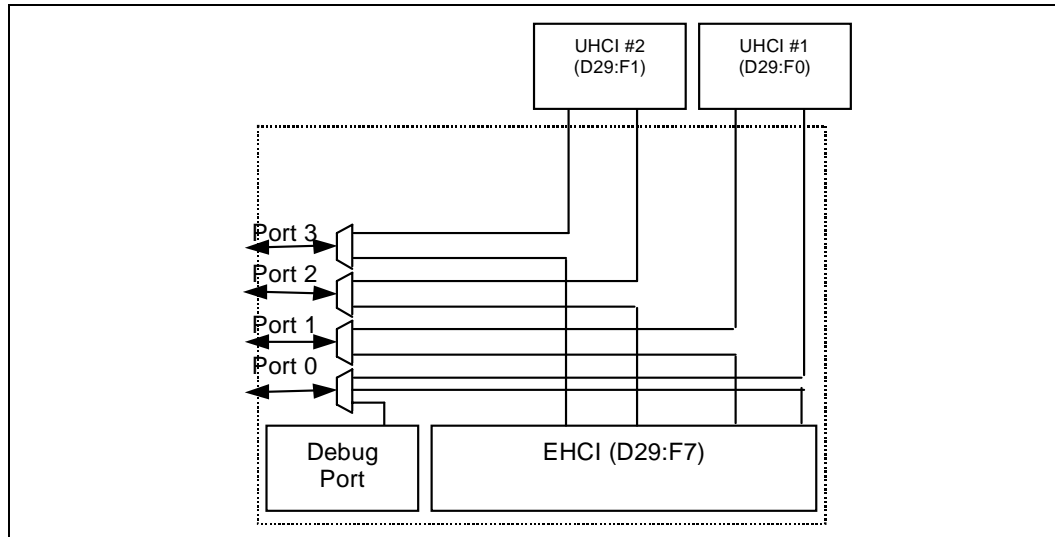 UHCI #2
(D29:F1)
UHCI #1
(D29:F0)
Port 3
Port 2
Port 1
Port 0
Debug
Port
EHCI (D29:F7)